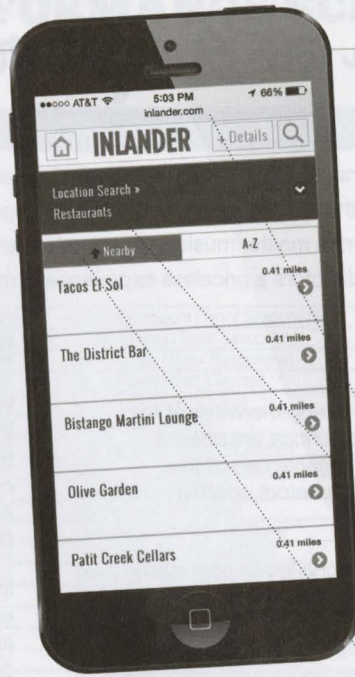 ●●○○○ AT&T 5:03 PM 66%
inlander.com
INLANDER + Details
Location Search »
Restaurants
Nearby A-Z
Tacos El Sol 0.41 miles
The District Bar 0.41 miles
Bistango Martini Lounge 0.41 miles
Olive Garden 0.41 miles
Patit Creek Cellars 0.41 miles